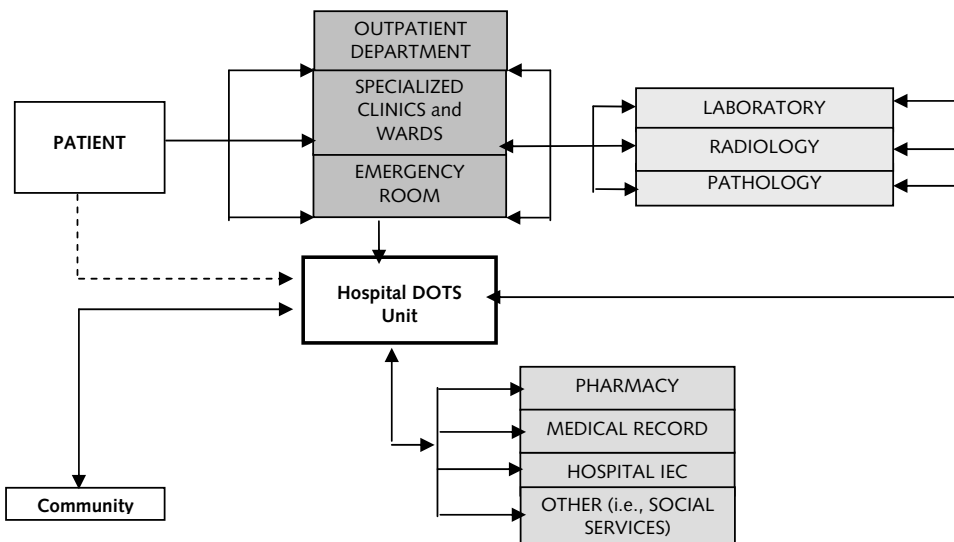 OUTPATIENT
DEPARTMENT
SPECIALIZED
CLINICS and
WARDS
EMERGENCY
ROOM
PATIENT
LABORATORY
RADIOLOGY
PATHOLOGY
Hospital DOTS
Unit
PHARMACY
MEDICAL RECORD
HOSPITAL IEC
OTHER (i.e., SOCIAL
SERVICES)
Community